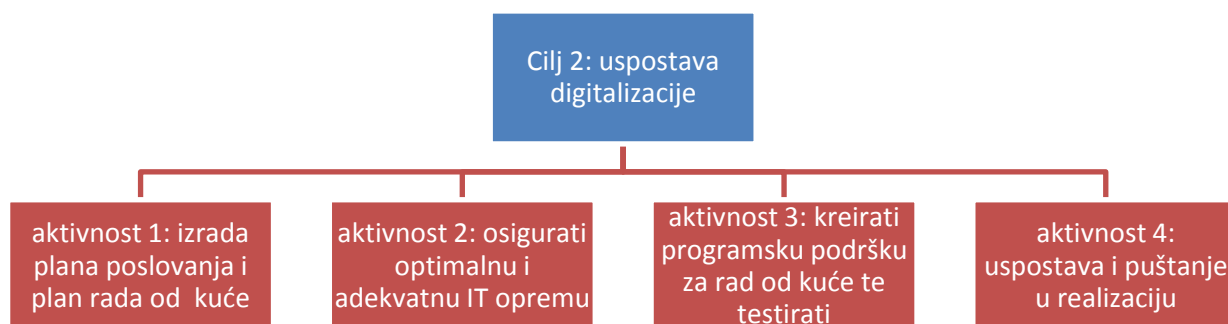 Cilj 2: uspostava
digitalizacije
aktivnost 1: izrada
plana poslovanja i
plan rada od  kuće
aktivnost 2: osigurati
optimalnu i
adekvatnu IT opremu
aktivnost 3: kreirati
programsku podršku
za rad od kuće te
testirati
aktivnost 4:
uspostava i puštanje
u realizaciju